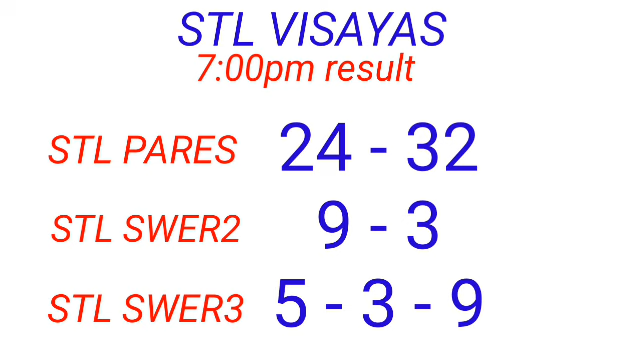 STL VISAYAS
7:00pm result
STL PARES 24 - 32
STL SWER2 9 - 3
STL SWER3 5 - 3 - 9